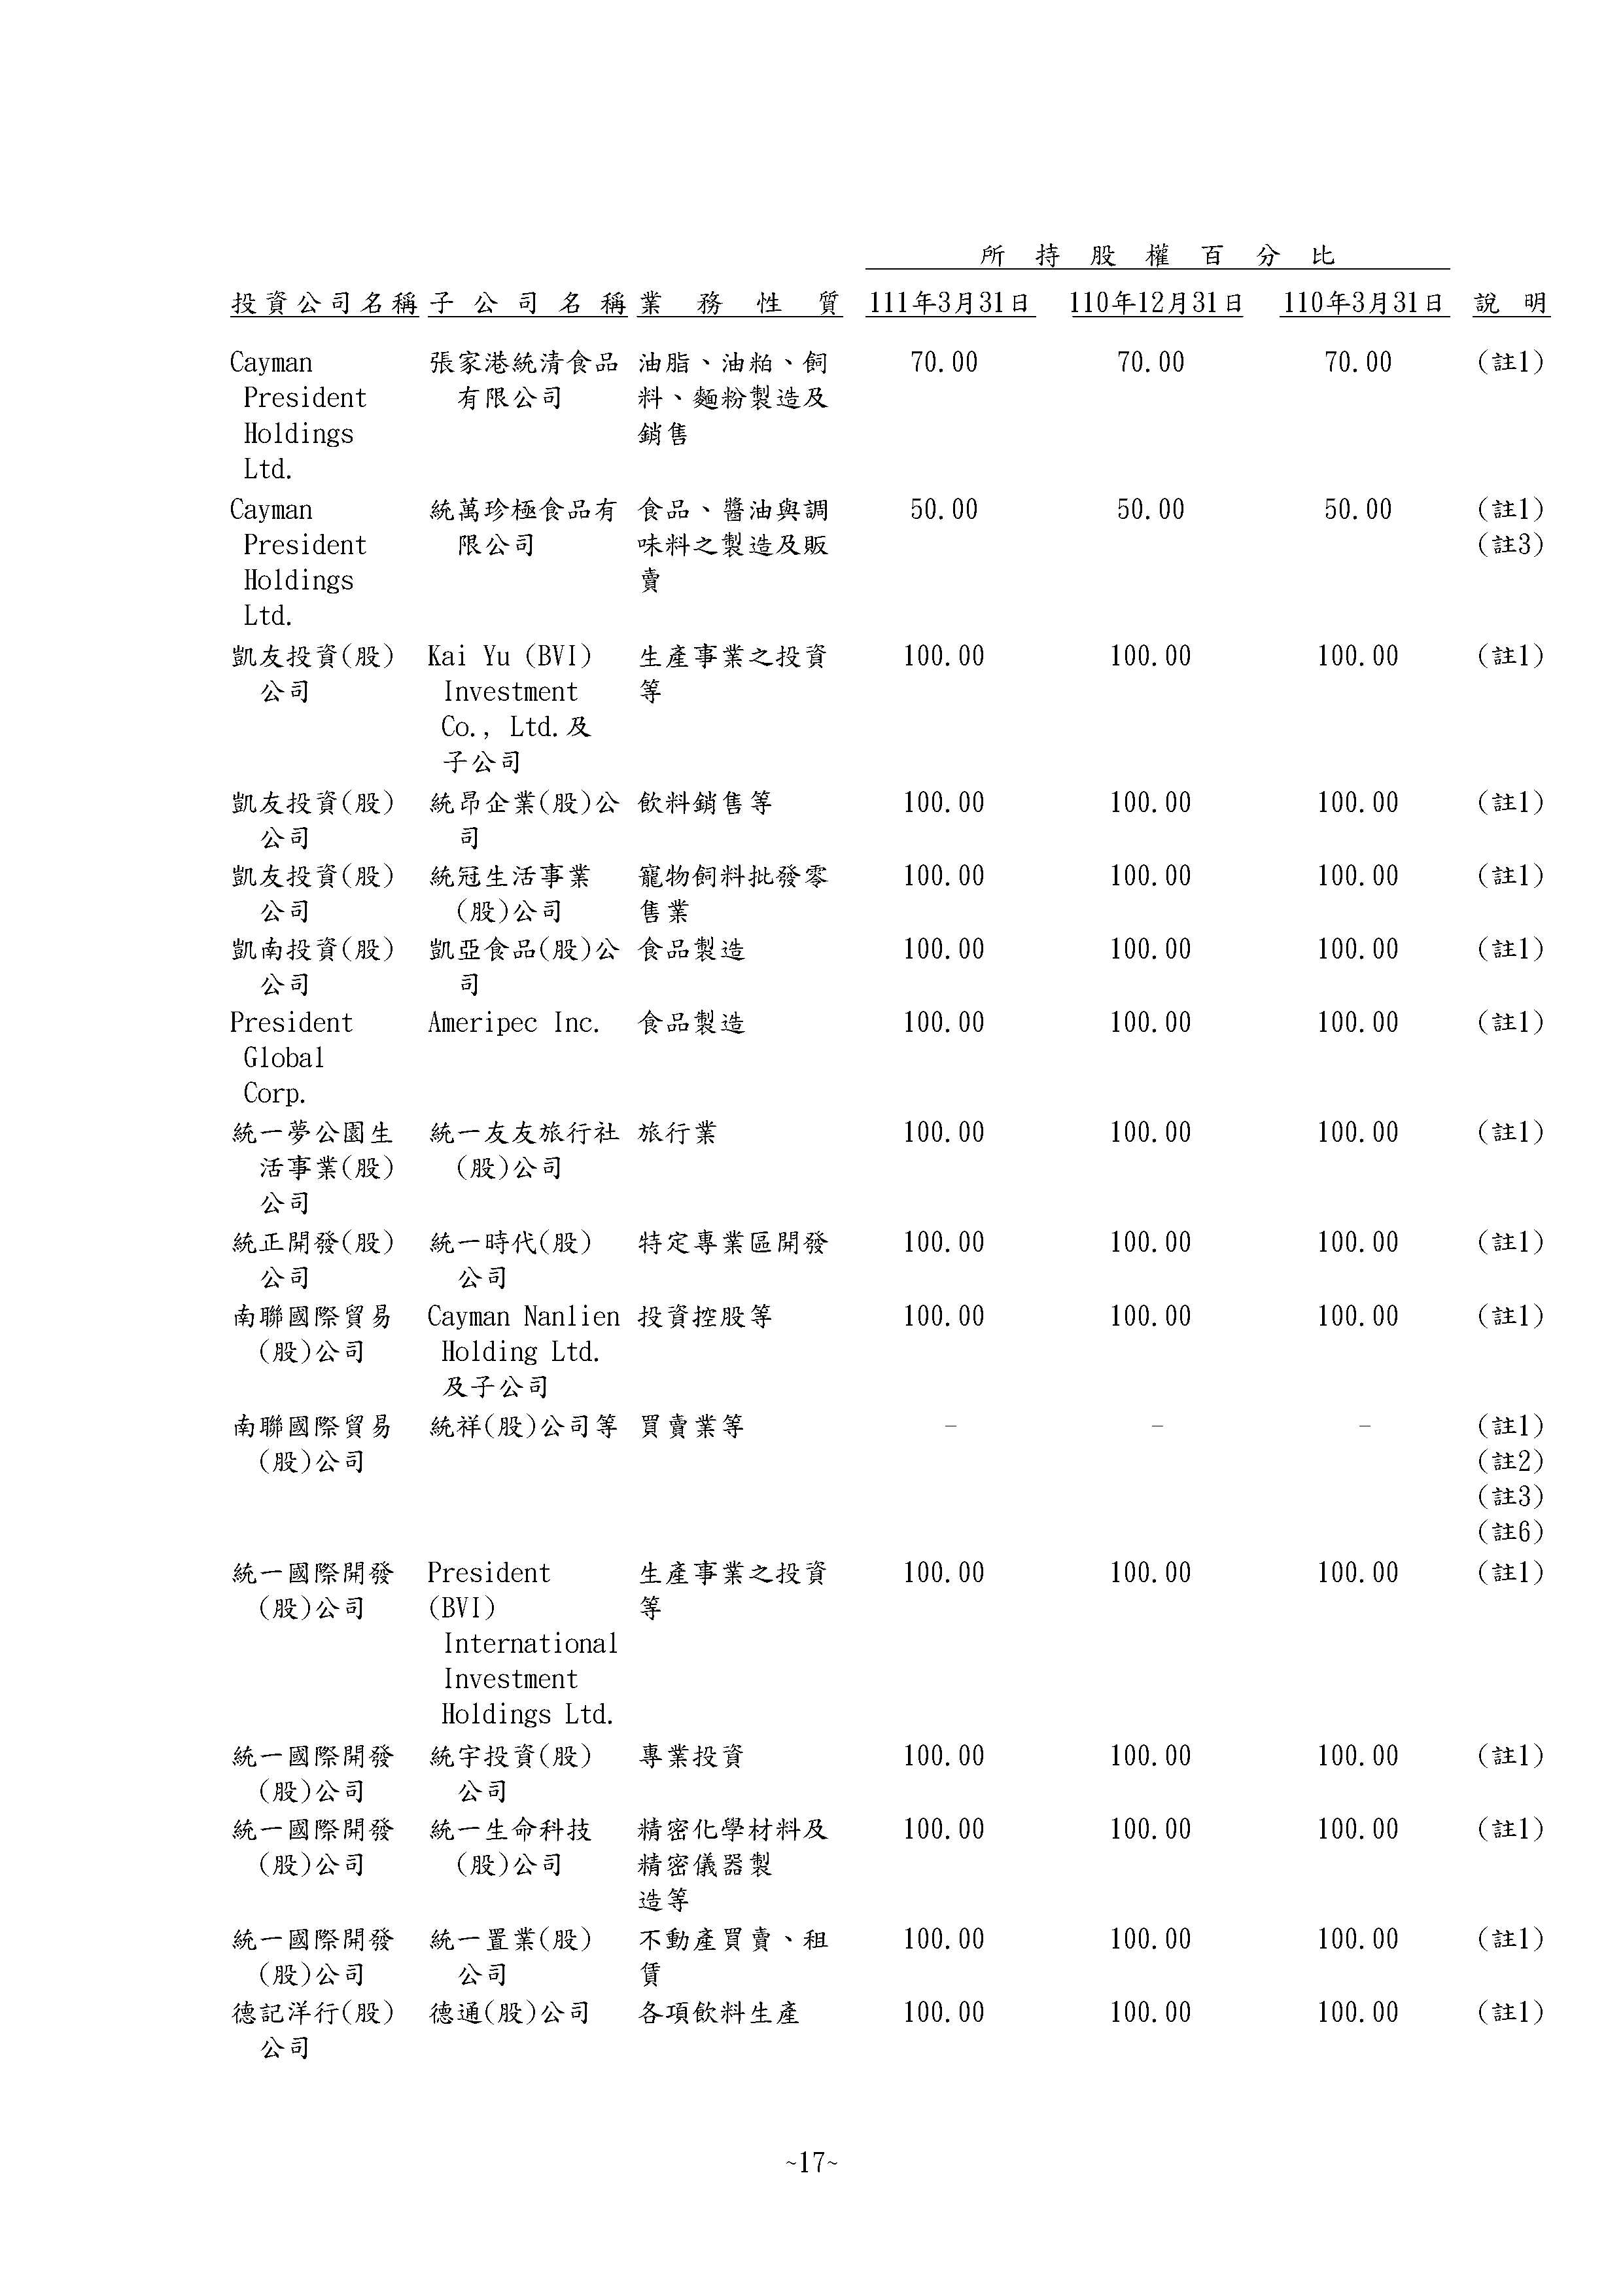 所 持 股 權 百 分 比
投資公司名稱 子公司名稱 業務性質 111年3月31日 110年12月31日 110年3月31日 說明
Cayman 張家港統清食品 油脂、油粕、飼 70.00 70.00 70.00 (註1)
President 有限公司 料、麵粉製造及
Holdings 銷售
Ltd.
Cayman 統萬珍極食品有 食品、醬油與調 50.00 50.00 50.00 (註1)
President 限公司 味料之製造及販 (註3)
Holdings 賣
Ltd.
凱友投資(股) Kai Yu (BVI) 生產事業之投資 100.00 100.00 100.00 (註1)
公司 Investment 等
Co., Ltd.及
子公司
凱友投資(股) 統昂企業(股)公 飲料銷售等 100.00 100.00 100.00 (註1)
公司 司
凱友投資(股) 統冠生活事業 寵物飼料批發零 100.00 100.00 100.00 (註1)
公司 (股)公司 售業
凱南投資(股) 凱亞食品(股)公 食品製造 100.00 100.00 100.00 (註1)
公司 司
President Ameripec Inc. 食品製造 100.00 100.00 100.00 (註1)
Global
Corp.
統一夢公園生 統一友友旅行社 旅行業 100.00 100.00 100.00 (註1)
活事業(股) (股)公司
公司
統正開發(股) 統一時代(股) 特定專業區開發 100.00 100.00 100.00 (註1)
公司 公司
南聯國際貿易 Cayman Nanlien 投資控股等 100.00 100.00 100.00 (註1)
(股)公司 Holding Ltd.
及子公司
南聯國際貿易 統祥(股)公司等 買賣業等 - - - (註1)
(股)公司 (註2)
(註3)
(註6)
統一國際開發 President 生產事業之投資 100.00 100.00 100.00 (註1)
(股)公司 (BVI) 等
International
Investment
Holdings Ltd.
統一國際開發 統宇投資(股) 專業投資 100.00 100.00 100.00 (註1)
(股)公司 公司
統一國際開發 統一生命科技 精密化學材料及 100.00 100.00 100.00 (註1)
(股)公司 (股)公司 精密儀器製
造等
統一國際開發 統一置業(股) 不動產買賣、租 100.00 100.00 100.00 (註1)
(股)公司 公司 賃
德記洋行(股) 德通(股)公司 各項飲料生產 100.00 100.00 100.00 (註1)
公司
~17~